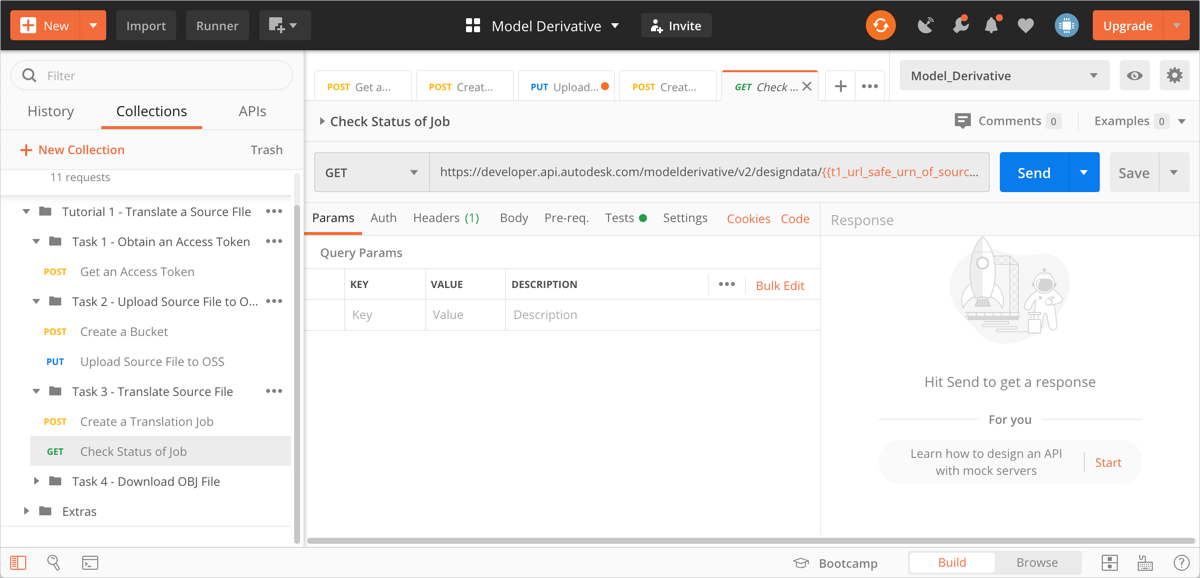 New
Import
Runner
Model Derivative
Invite
Upgrade
Filter
History
Collections
APIs
New Collection
Trash
11 requests
Tutorial 1 - Translate a Source FIle
Task 1 - Obtain an Access Token
POST Get an Access Token
Task 2 - Upload Source File to O...
POST Create a Bucket
PUT Upload Source File to OSS
Task 3 - Translate Source File
POST Create a Translation Job
GET Check Status of Job
Task 4 - Download OBJ File
Extras
POST Get a...
POST Creat...
PUT Upload...
POST Creat...
GET Check ...
Model_Derivative
Check Status of Job
Comments 0
Examples 0
GET
https://developer.api.autodesk.com/modelderivative/v2/designdata/{{t1_url_safe_urn_of_sourc...
Send
Save
Params
Auth
Headers (1)
Body
Pre-req.
Tests
Settings
Cookies
Code
Response
Query Params
KEY
VALUE
DESCRIPTION
Bulk Edit
Key
Value
Description
Hit Send to get a response
For you
Learn how to design an API
with mock servers
Start
Bootcamp
Build
Browse